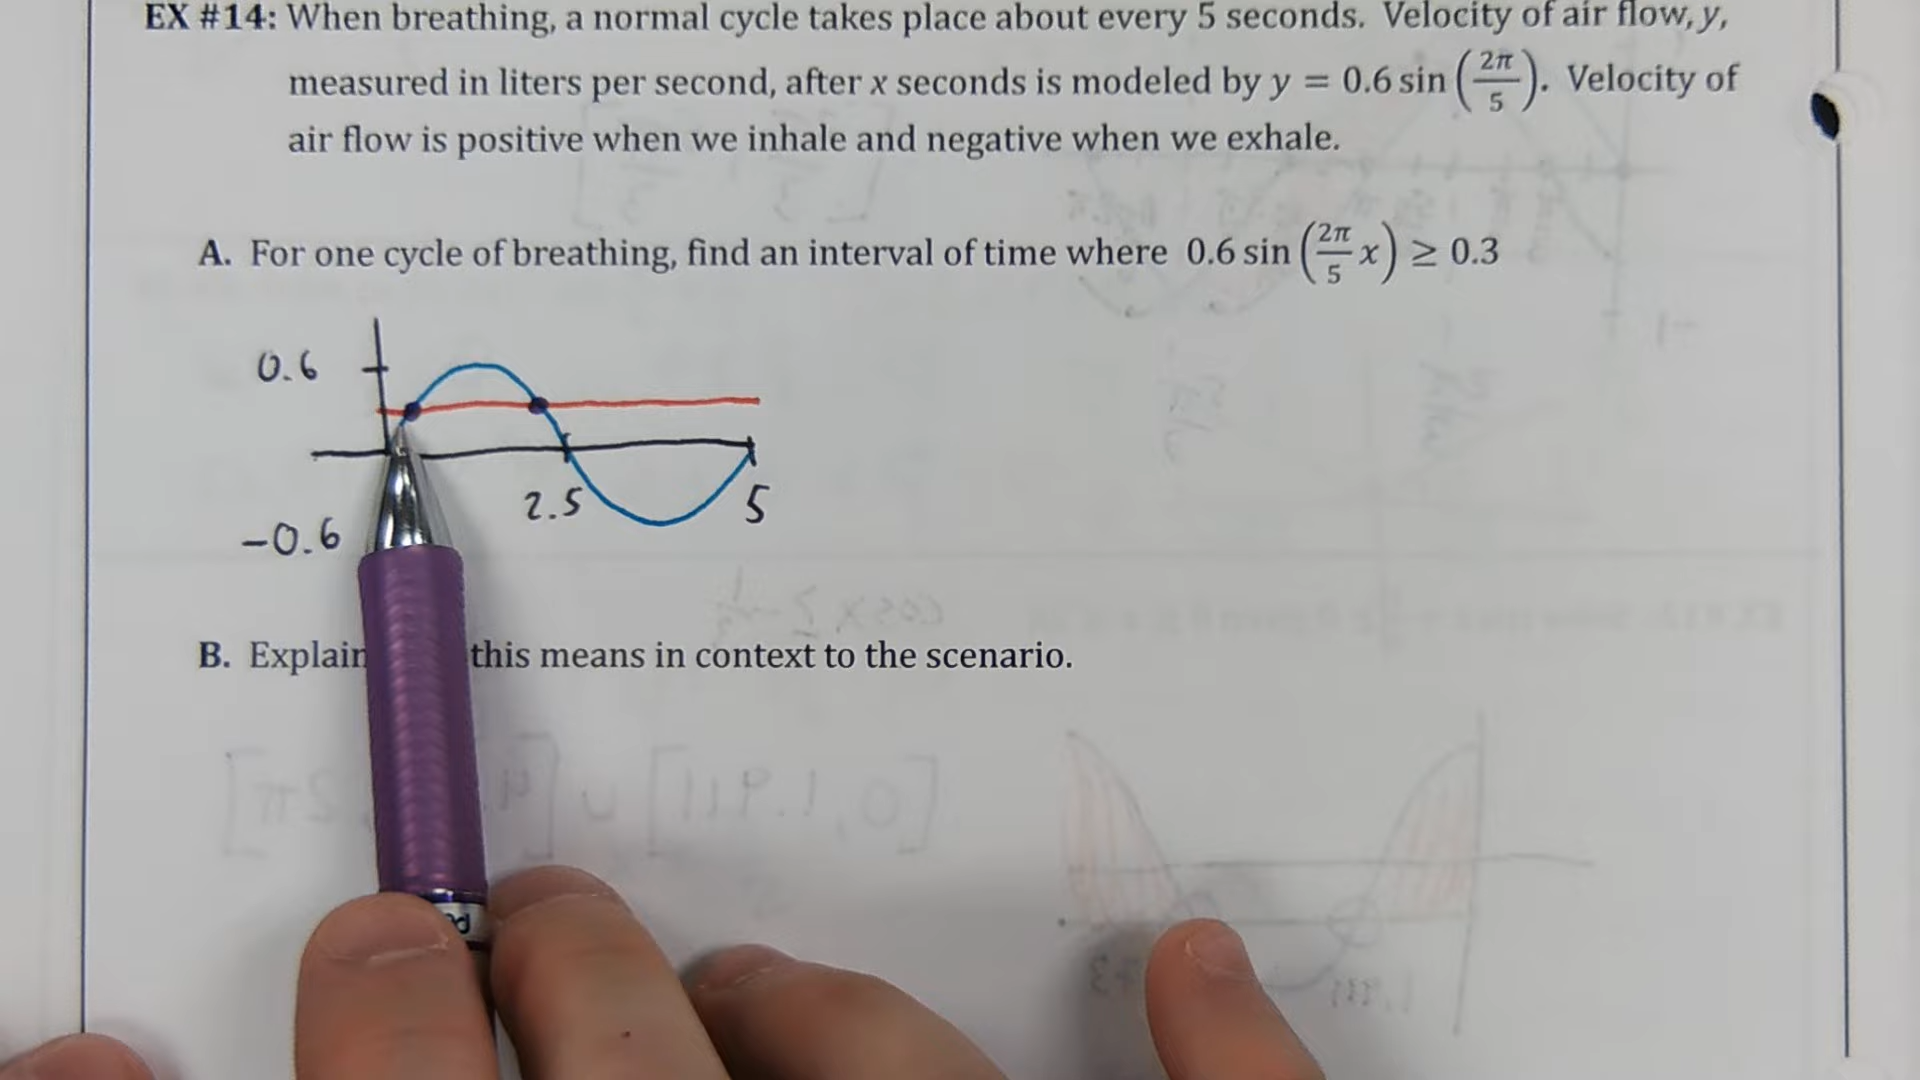 EX #14: When breathing, a normal cycle takes place about every 5 seconds. Velocity of air flow, y,
measured in liters per second, after x seconds is modeled by y = 0.6 sin (2π/5). Velocity of
air flow is positive when we inhale and negative when we exhale.
A. For one cycle of breathing, find an interval of time where 0.6 sin (2π/5 x) ≥ 0.3
0.6
2.5
5
-0.6
B. Explain this means in context to the scenario.